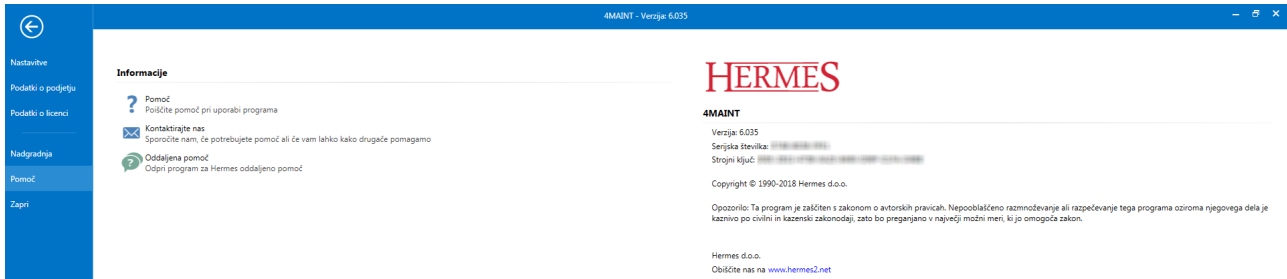 4MAINT - Verzija: 6.035
Nastavitve
Podatki o podjetju
Podatki o licenci
Nadgradnja
Pomoč
Zapri
Informacije
Pomoč
Poiščite pomoč pri uporabi programa
Kontaktirajte nas
Sporočite nam, če potrebujete pomoč ali če vam lahko kako drugače pomagamo
Oddaljena pomoč
Odpri program za Hermes oddaljeno pomoč
HERMES
4MAINT
Verzija: 6.035
Serijska številka:
Strojni ključ:
Copyright © 1990-2018 Hermes d.o.o.
Opozorilo: Ta program je zaščiten s zakonom o avtorskih pravicah. Nepooblaščeno razmnoževanje ali razpečevanje tega programa oziroma njegovega dela je
kaznivo po civilni in kazenski zakonodaji, zato bo preganjano v največji možni meri, ki jo omogoča zakon.
Hermes d.o.o.
Obiščite nas na www.hermes2.net